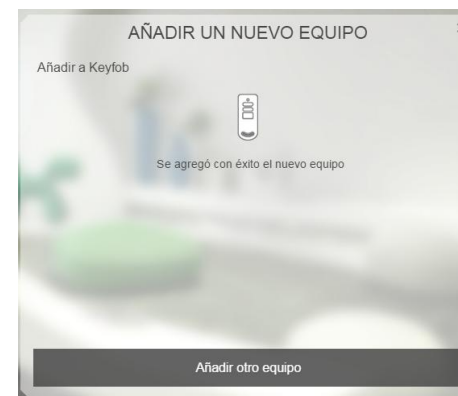 AÑADIR UN NUEVO EQUIPO
Añadir a Keyfob
Se agregó con éxito el nuevo equipo
Añadir otro equipo